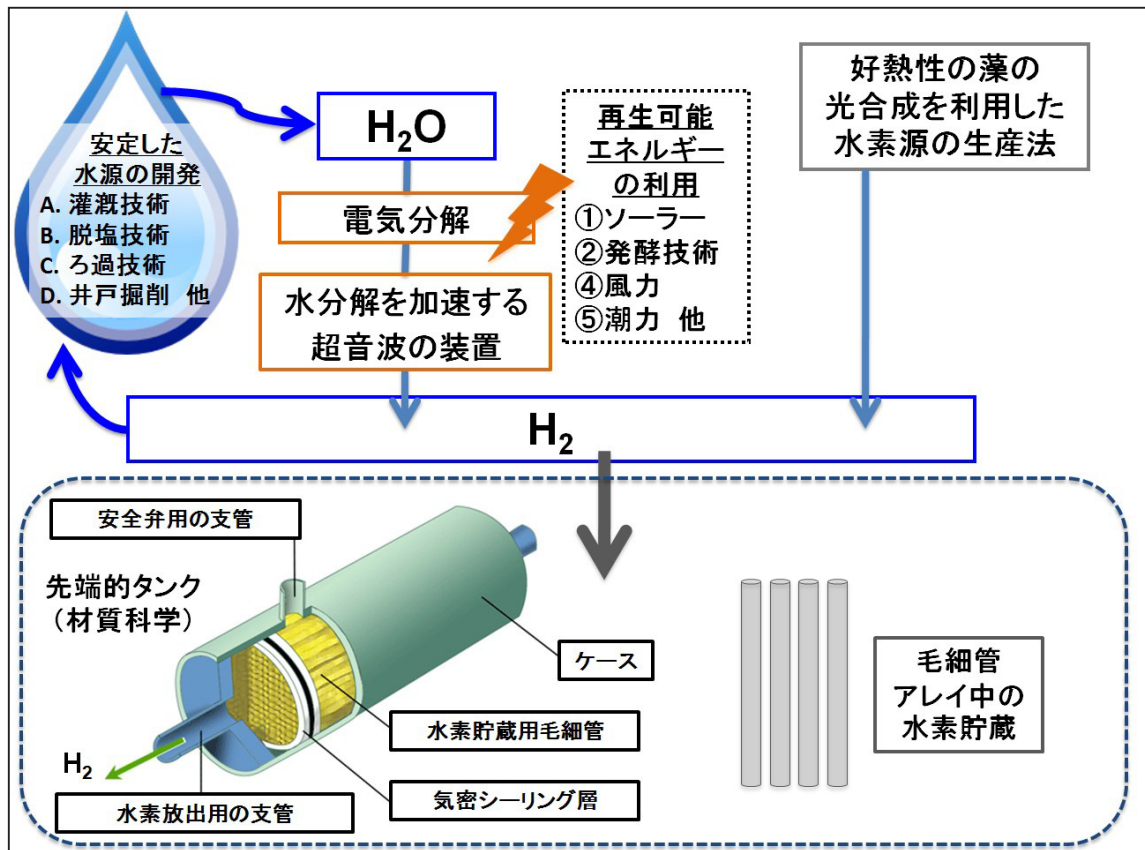 安定した
水源の開発
A. 灌漑技術
B. 脱塩技術
C. ろ過技術
D. 井戸掘削 他
H₂O
電気分解
水分解を加速する
超音波の装置
再生可能
エネルギー
の利用
①ソーラー
②発酵技術
④風力
⑤潮力 他
好熱性の藻の
光合成を利用した
水素源の生産法
H₂
安全弁用の支管
先端的タンク
（材質科学）
ケース
水素貯蔵用毛細管
気密シーリング層
H₂
水素放出用の支管
毛細管
アレイ中の
水素貯蔵